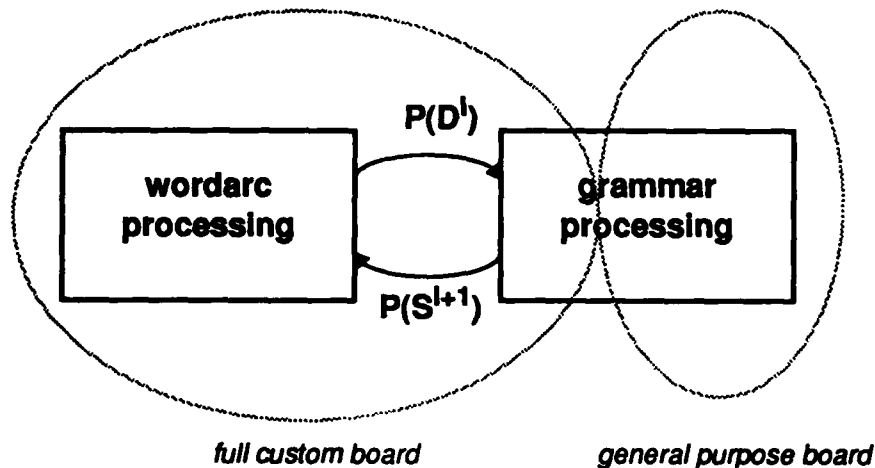 P(D^i)
wordarc
processing
grammar
processing
P(S^{i+1})
full custom board
general purpose board